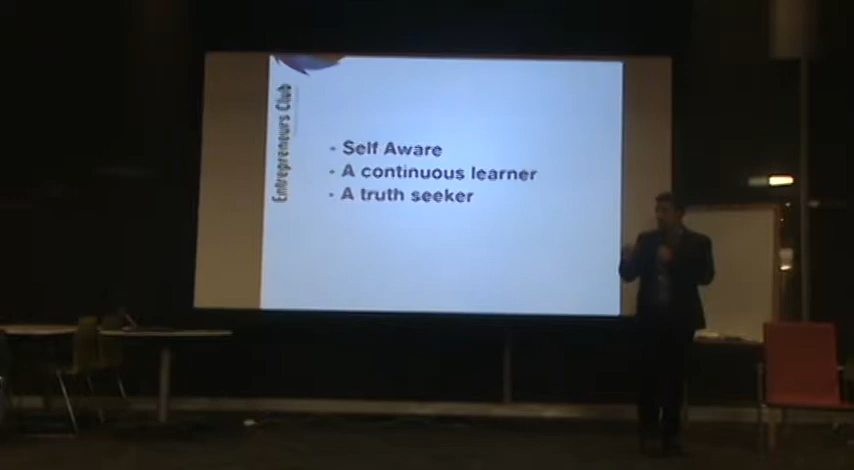 Entrepreneurs Club
- Self Aware
- A continuous learner
- A truth seeker